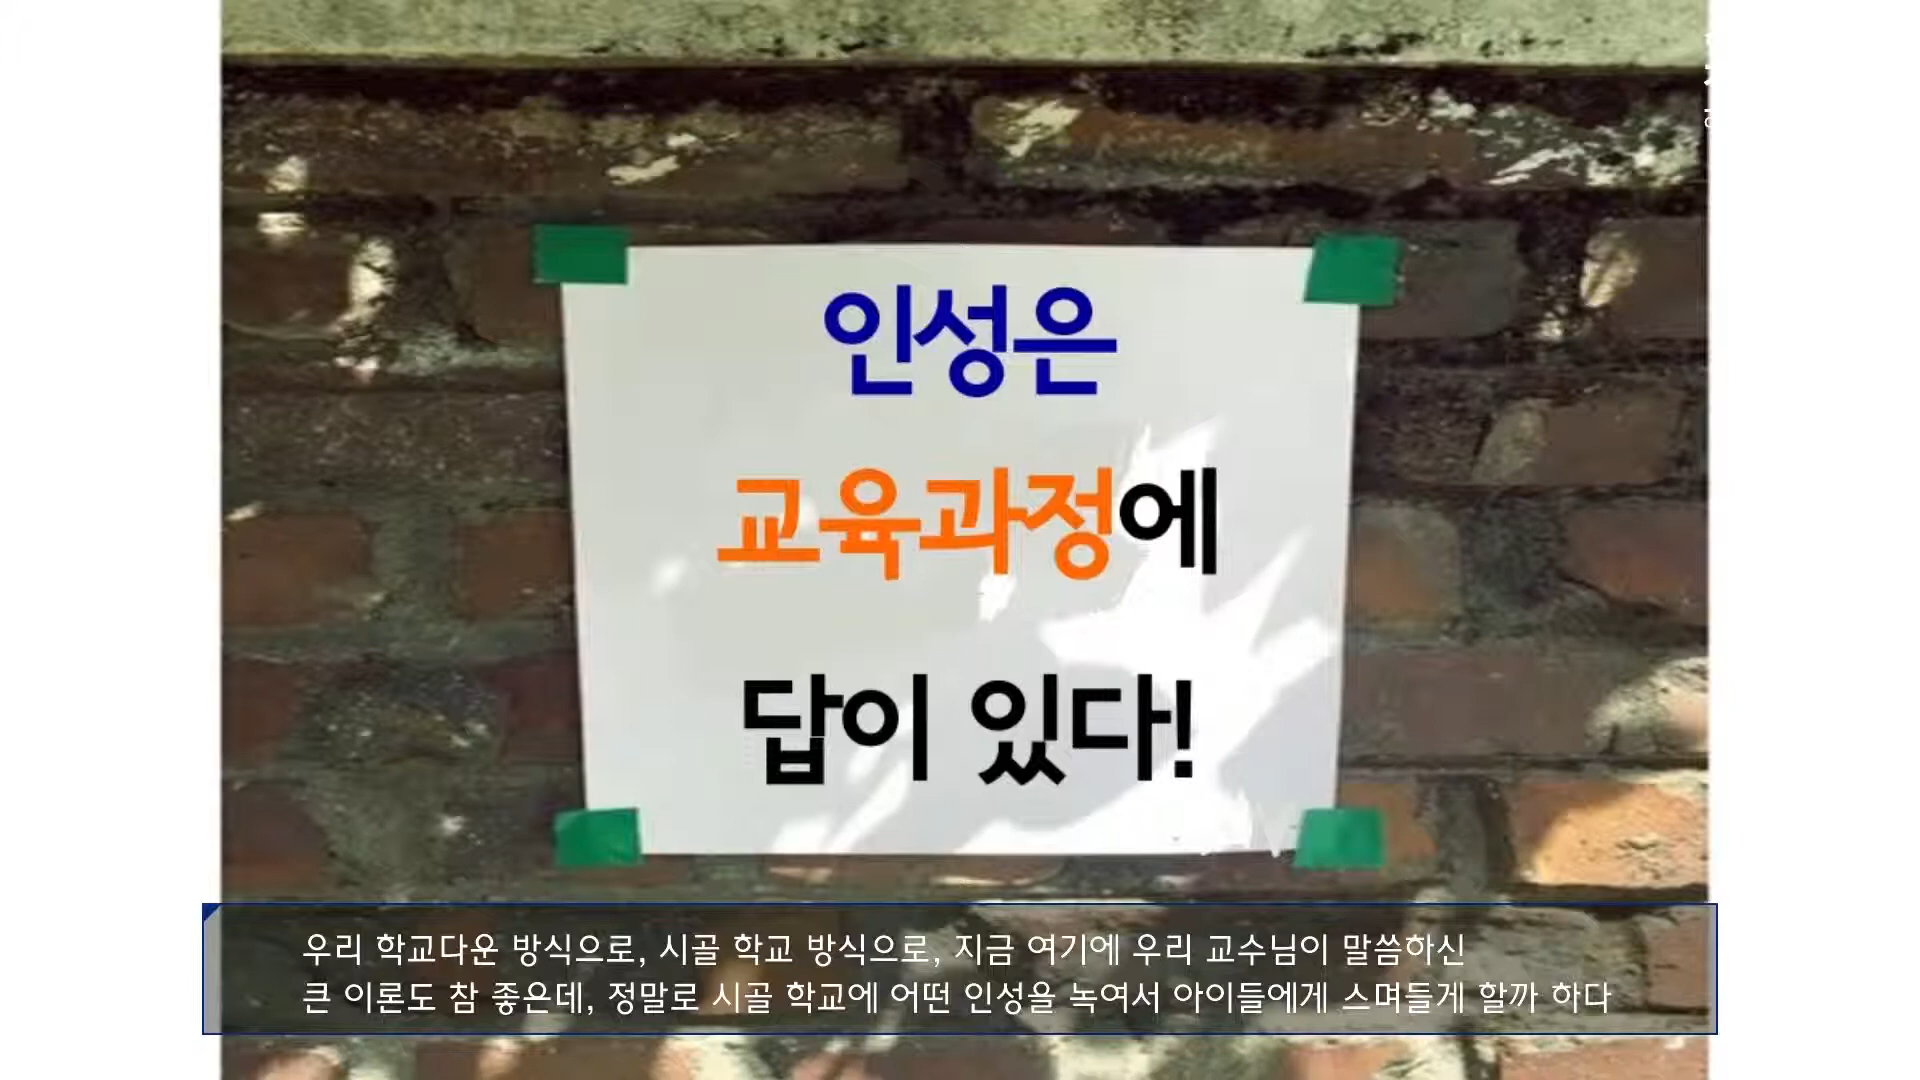 인성은
교육과정에
답이 있다!
우리 학교다운 방식으로, 시골 학교 방식으로, 지금 여기에 우리 교수님이 말씀하신
큰 이론도 참 좋은데, 정말로 시골 학교에 어떤 인성을 녹여서 아이들에게 스며들게 할까 하다